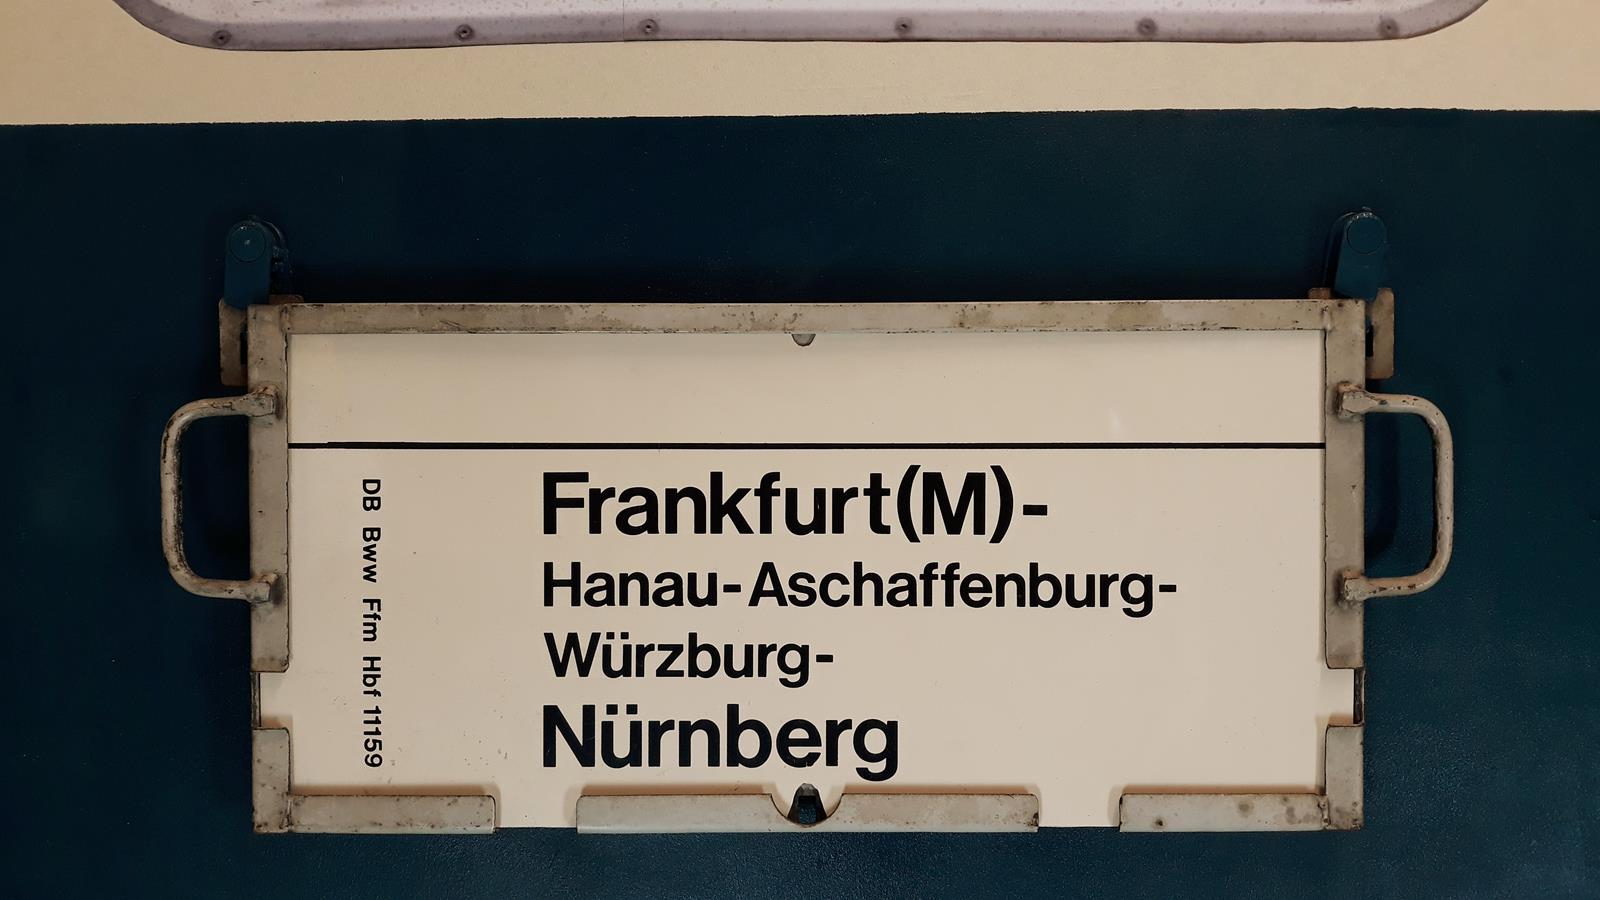 Frankfurt(M)-
Hanau-Aschaffenburg-
Würzburg-
Nürnberg
DB Bww Ffm Hbf 11159